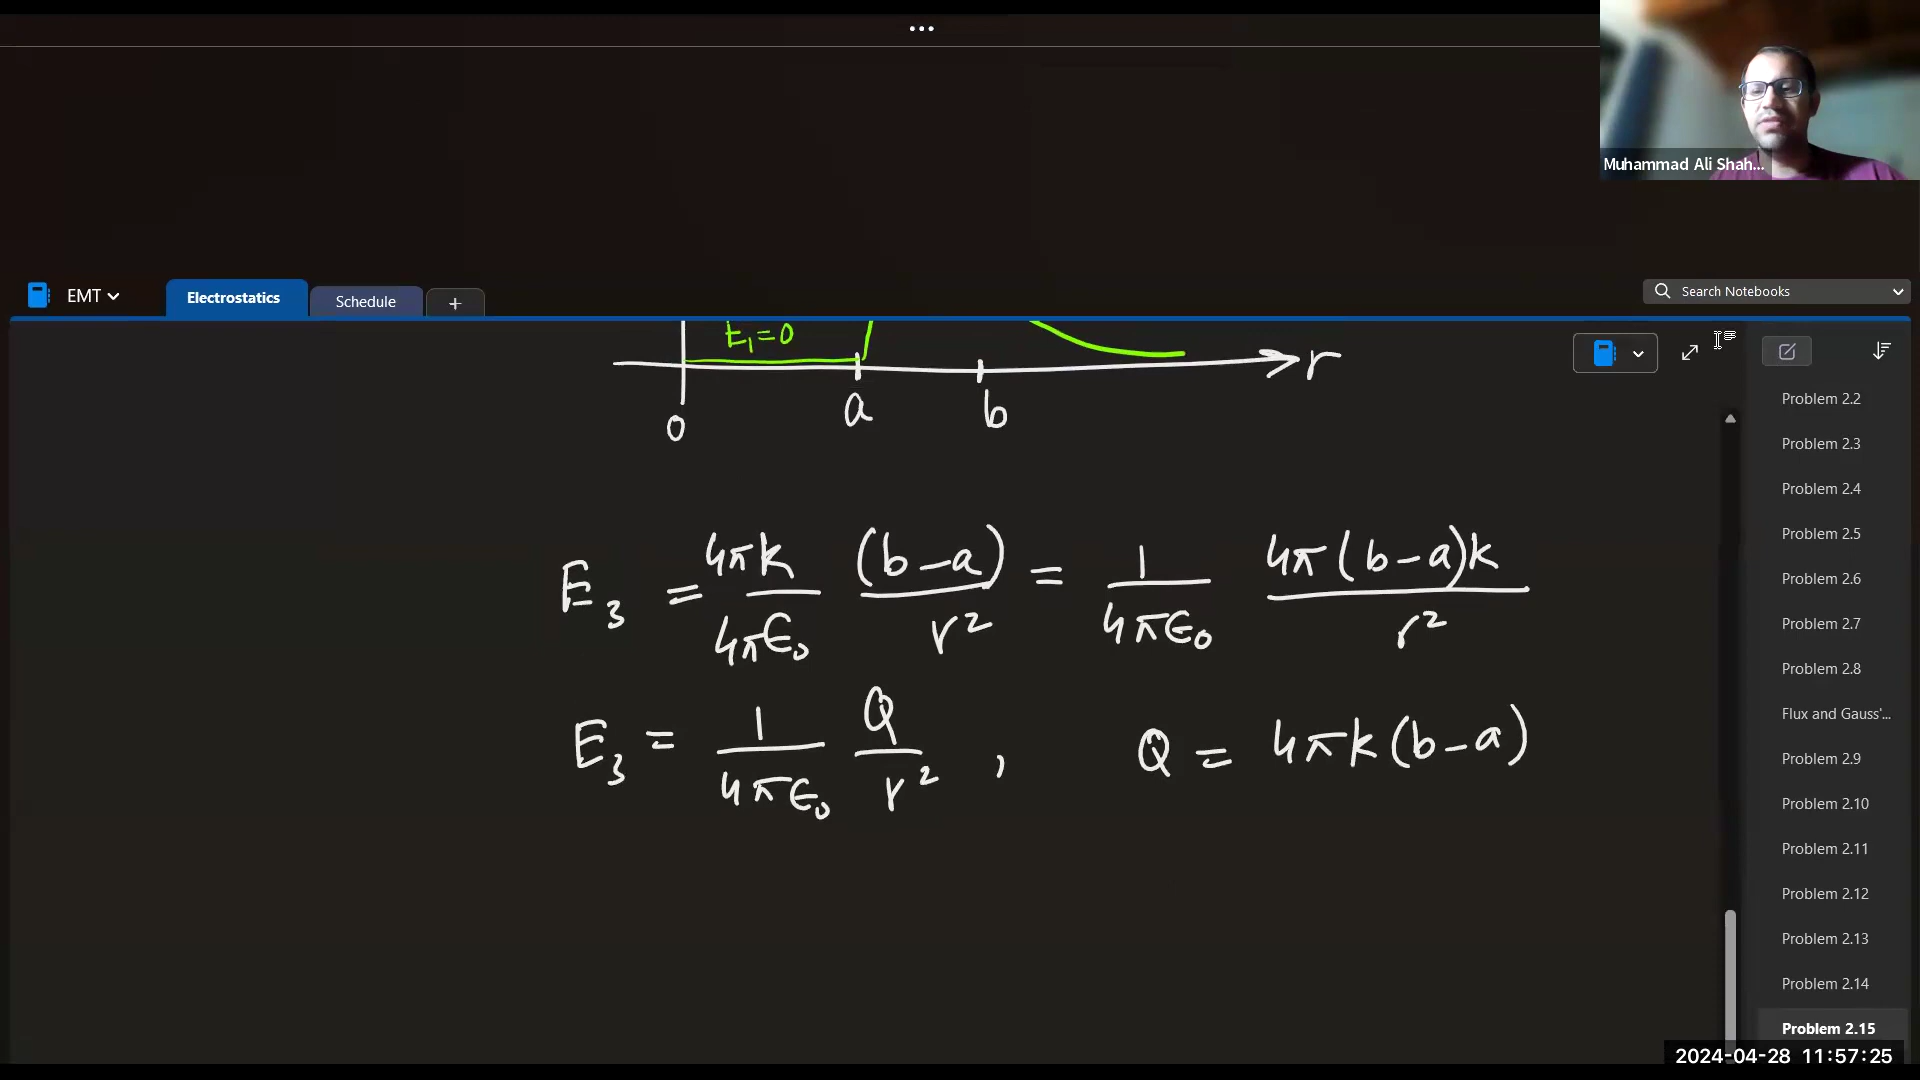 •••
Muhammad Ali Shah...
EMT
Electrostatics
Schedule
+
Search Notebooks
E₁=0
r
0
a
b
E₃ = 4πk/4πϵ₀ (b-a)/r² = 1/4πϵ₀ 4π(b-a)k/r²
E₃ = 1/4πϵ₀ Q/r² , Q = 4πk(b-a)
Problem 2.2
Problem 2.3
Problem 2.4
Problem 2.5
Problem 2.6
Problem 2.7
Problem 2.8
Flux and Gauss'...
Problem 2.9
Problem 2.10
Problem 2.11
Problem 2.12
Problem 2.13
Problem 2.14
Problem 2.15
2024-04-28 11:57:25